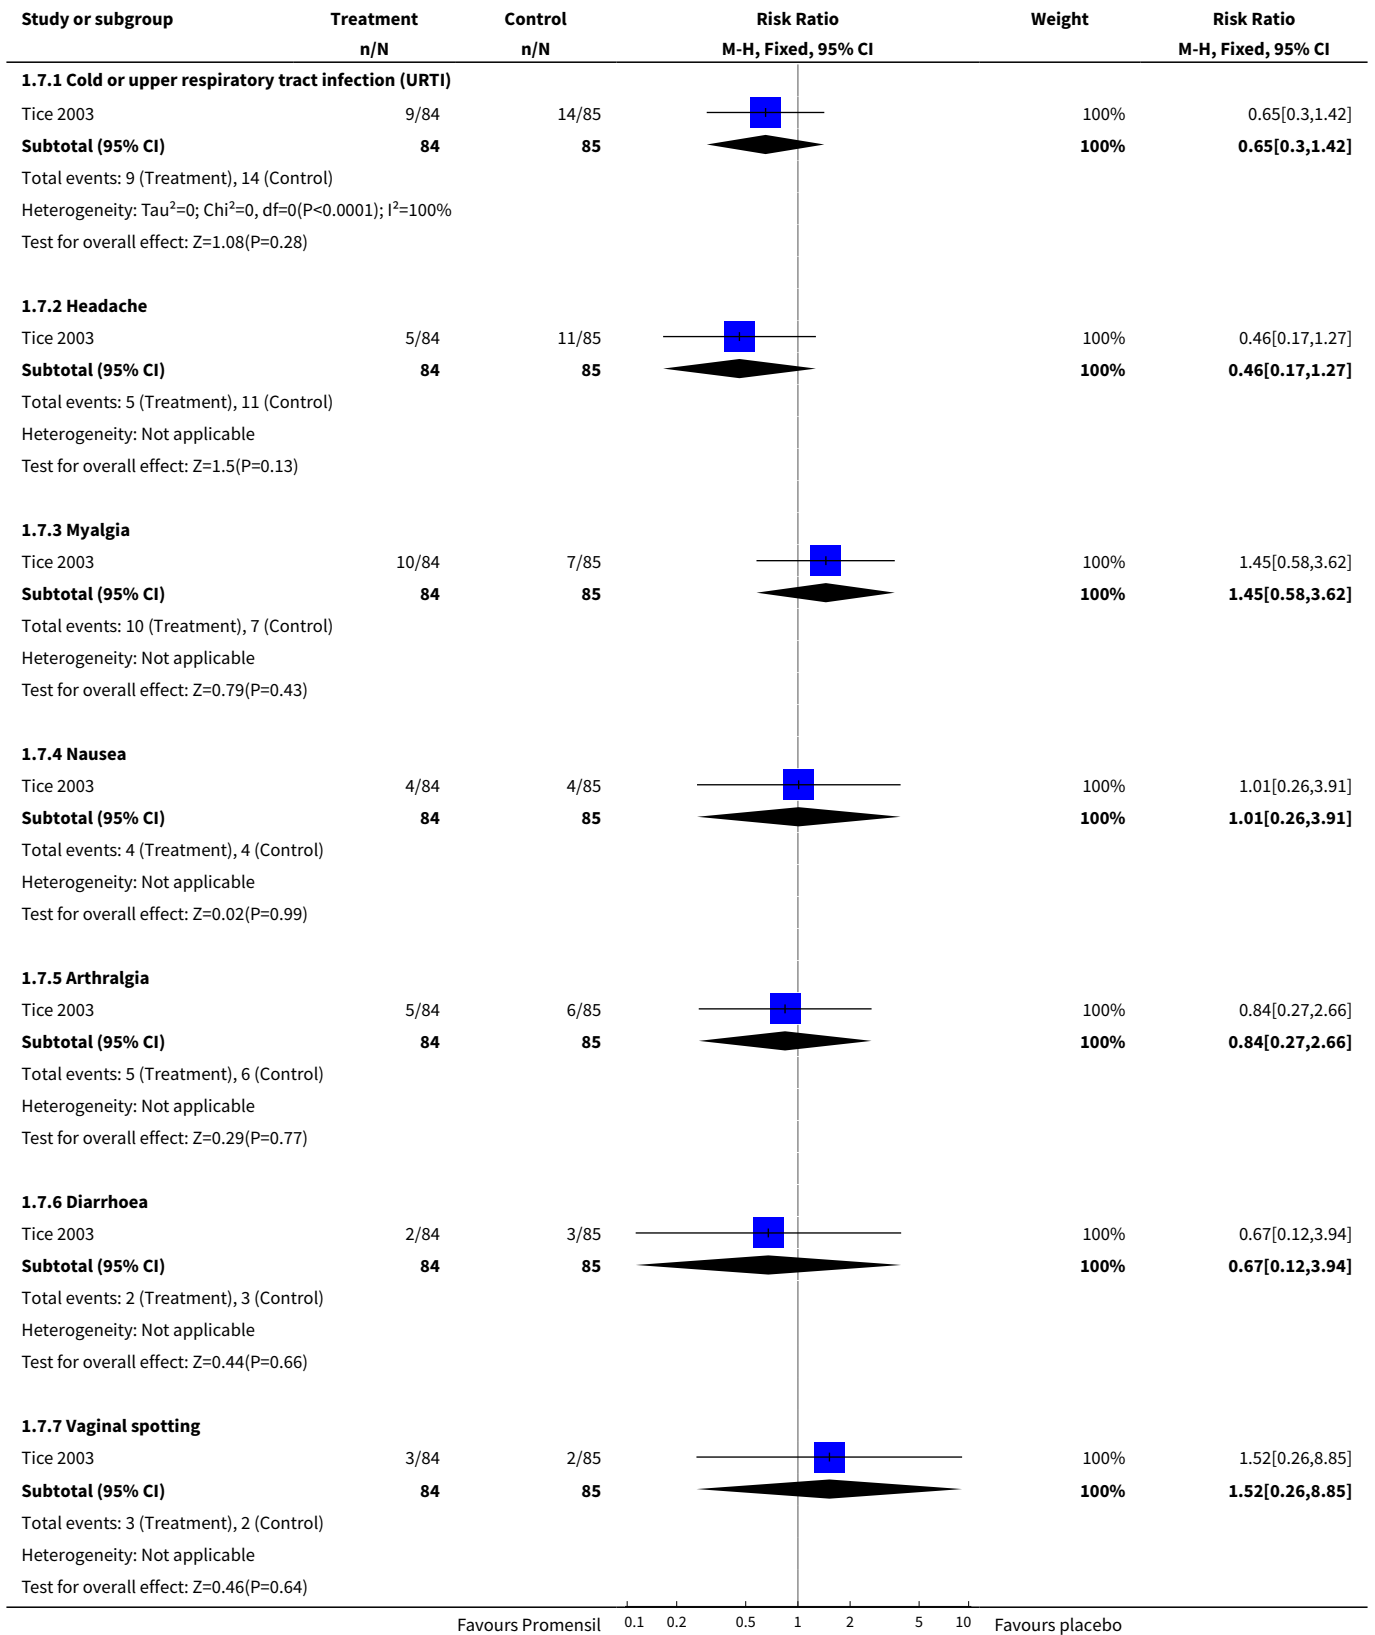 Study or subgroup Treatment Control Risk Ratio Weight Risk Ratio
n/N n/N M-H, Fixed, 95% CI M-H, Fixed, 95% CI
1.7.1 Cold or upper respiratory tract infection (URTI)
Tice 2003 9/84 14/85 100% 0.65[0.3,1.42]
Subtotal (95% CI) 84 85 100% 0.65[0.3,1.42]
Total events: 9 (Treatment), 14 (Control)
Heterogeneity: Tau²=0; Chi²=0, df=0(P<0.0001); I²=100%
Test for overall effect: Z=1.08(P=0.28)
1.7.2 Headache
Tice 2003 5/84 11/85 100% 0.46[0.17,1.27]
Subtotal (95% CI) 84 85 100% 0.46[0.17,1.27]
Total events: 5 (Treatment), 11 (Control)
Heterogeneity: Not applicable
Test for overall effect: Z=1.5(P=0.13)
1.7.3 Myalgia
Tice 2003 10/84 7/85 100% 1.45[0.58,3.62]
Subtotal (95% CI) 84 85 100% 1.45[0.58,3.62]
Total events: 10 (Treatment), 7 (Control)
Heterogeneity: Not applicable
Test for overall effect: Z=0.79(P=0.43)
1.7.4 Nausea
Tice 2003 4/84 4/85 100% 1.01[0.26,3.91]
Subtotal (95% CI) 84 85 100% 1.01[0.26,3.91]
Total events: 4 (Treatment), 4 (Control)
Heterogeneity: Not applicable
Test for overall effect: Z=0.02(P=0.99)
1.7.5 Arthralgia
Tice 2003 5/84 6/85 100% 0.84[0.27,2.66]
Subtotal (95% CI) 84 85 100% 0.84[0.27,2.66]
Total events: 5 (Treatment), 6 (Control)
Heterogeneity: Not applicable
Test for overall effect: Z=0.29(P=0.77)
1.7.6 Diarrhoea
Tice 2003 2/84 3/85 100% 0.67[0.12,3.94]
Subtotal (95% CI) 84 85 100% 0.67[0.12,3.94]
Total events: 2 (Treatment), 3 (Control)
Heterogeneity: Not applicable
Test for overall effect: Z=0.44(P=0.66)
1.7.7 Vaginal spotting
Tice 2003 3/84 2/85 100% 1.52[0.26,8.85]
Subtotal (95% CI) 84 85 100% 1.52[0.26,8.85]
Total events: 3 (Treatment), 2 (Control)
Heterogeneity: Not applicable
Test for overall effect: Z=0.46(P=0.64)
Favours Promensil 0.1 0.2 0.5 1 2 5 10 Favours placebo